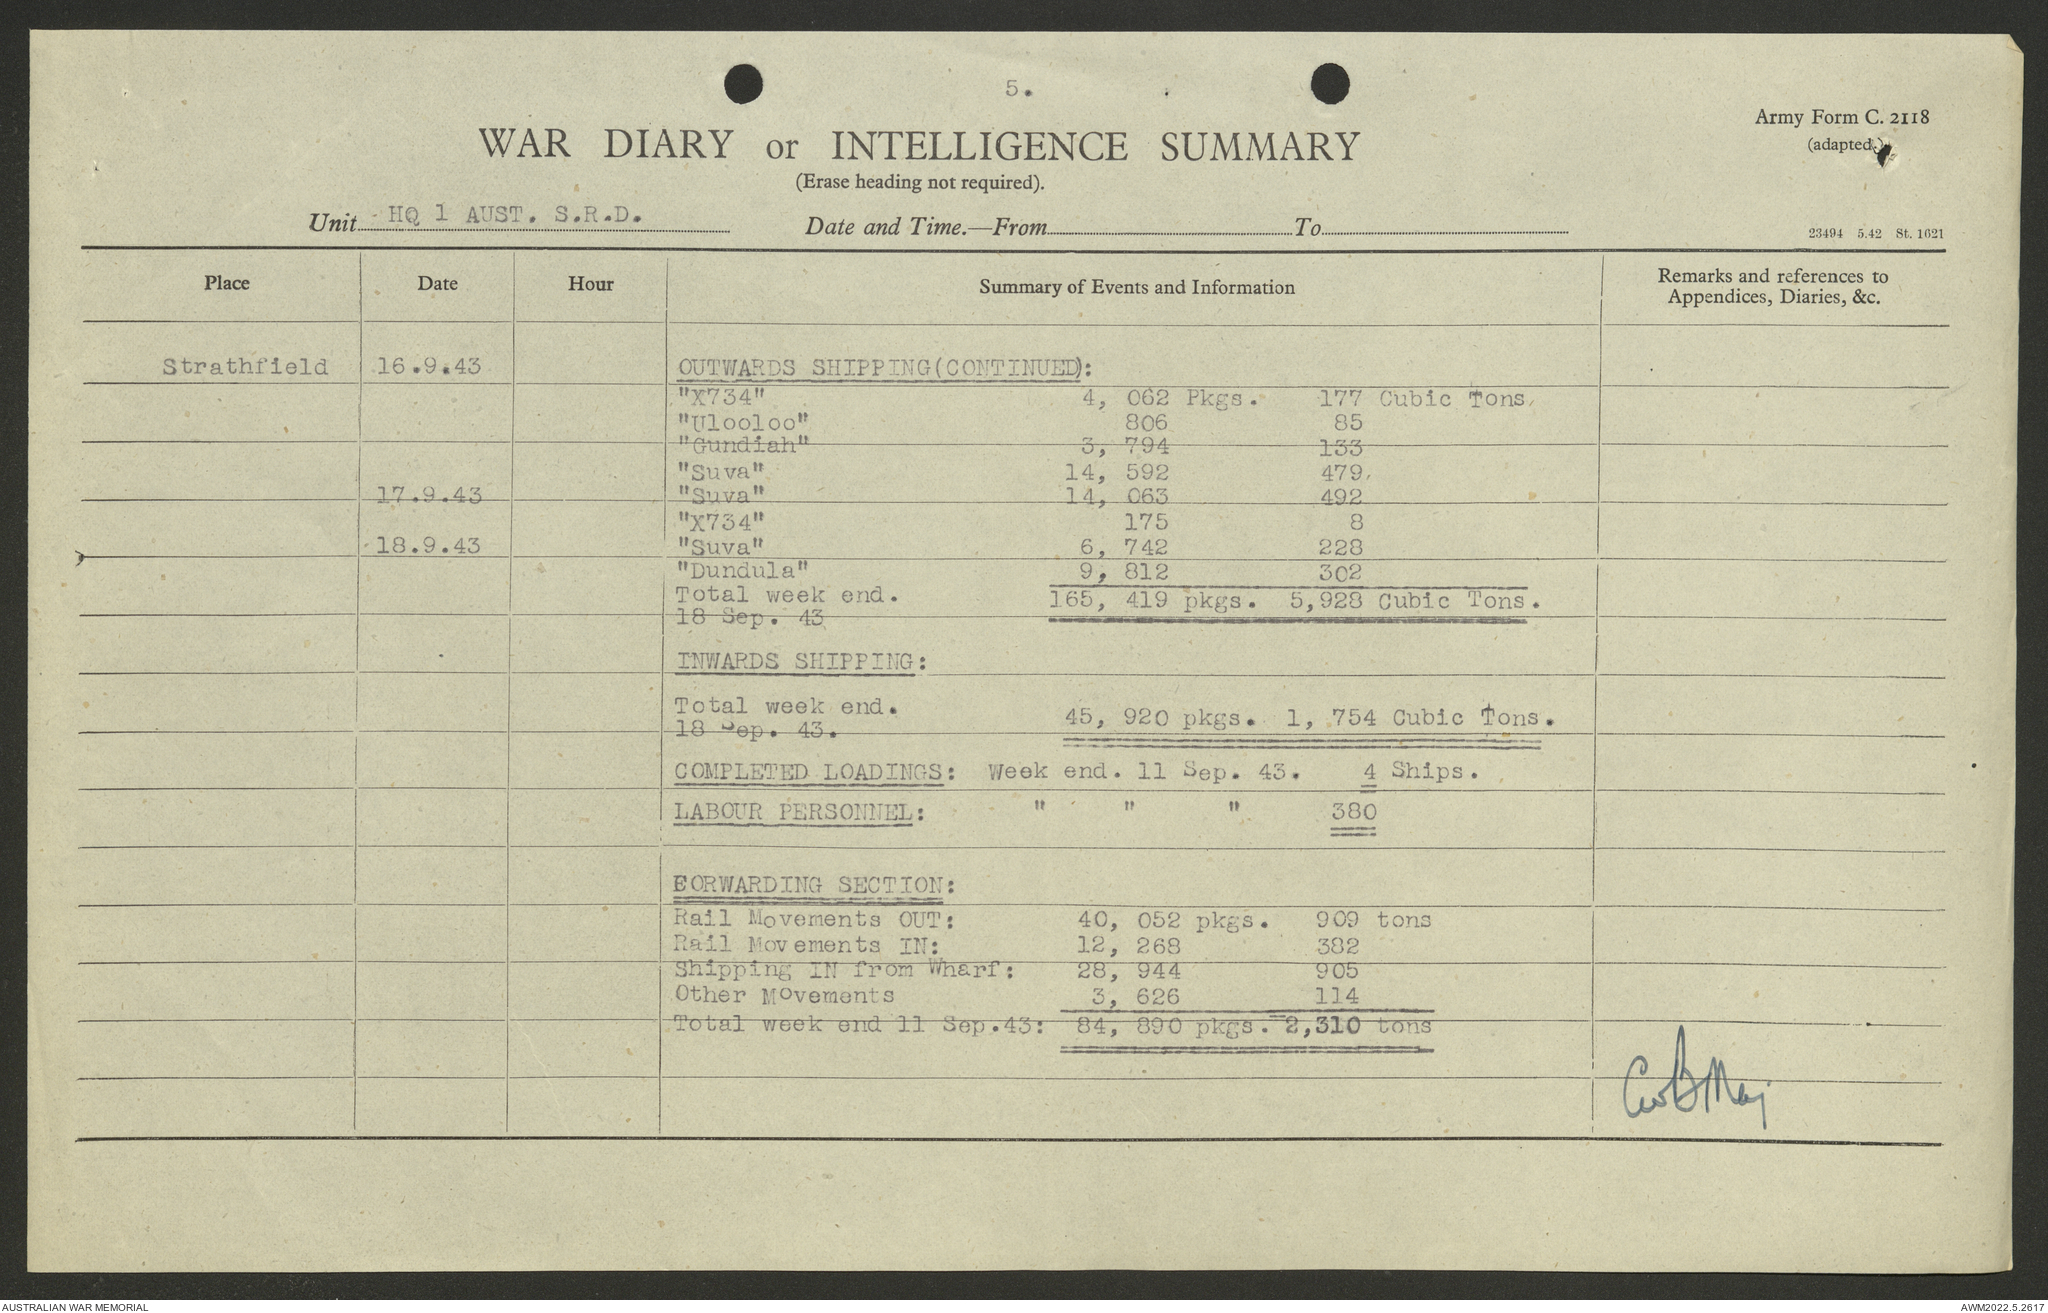 5.
Army Form C. 2118
(adapted.)
WAR DIARY or INTELLIGENCE SUMMARY
(Erase heading not required).
Unit HQ 1 AUST. S.R.D. Date and Time.—From To
23494 5.42 St. 1621
Place Date Hour Summary of Events and Information Remarks and references to
Appendices, Diaries, &c.
Strathfield 16.9.43 OUTWARDS SHIPPING(CONTINUED):
"X734" 4, 062 Pkgs. 177 Cubic Tons
"Ulooloo" 806 85
"Gundiah" 3, 794 133
"Suva" 14, 592 479
17.9.43 "Suva" 14, 063 492
"X734" 175 8
18.9.43 "Suva" 6, 742 228
"Dundula" 9, 812 302
Total week end. 165, 419 pkgs. 5,928 Cubic Tons.
18 Sep. 43
INWARDS SHIPPING:
Total week end. 45, 920 pkgs. 1, 754 Cubic Tons.
18 Sep. 43.
COMPLETED LOADINGS: Week end. 11 Sep. 43. 4 Ships.
LABOUR PERSONNEL: " " " 380
FORWARDING SECTION:
Rail Movements OUT: 40, 052 pkgs. 909 tons
Rail Movements IN: 12, 268 382
Shipping IN from Wharf: 28, 944 905
Other Movements 3, 626 114
Total week end 11 Sep.43: 84, 890 pkgs. 2,310 tons
AUSTRALIAN WAR MEMORIAL
AWM2022.5.2617